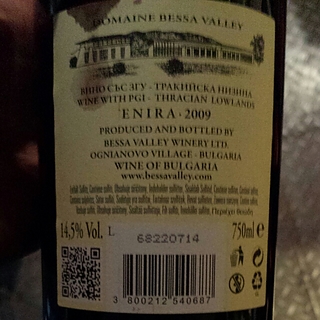 DOMAINE BESSA VALLEY
ВИНО СЪС ЗГУ - ТРАКИЙСКА НИЗИНА
WINE WITH PGI - THRACIAN LOWLANDS
ENIRA · 2009
PRODUCED AND BOTTLED BY
BESSA VALLEY WINERY LTD.
OGNIANOVO VILLAGE - BULGARIA
WINE OF BULGARIA
www.bessavalley.com
14,5% Vol. L 68220714 750ml e
3 800212 540687